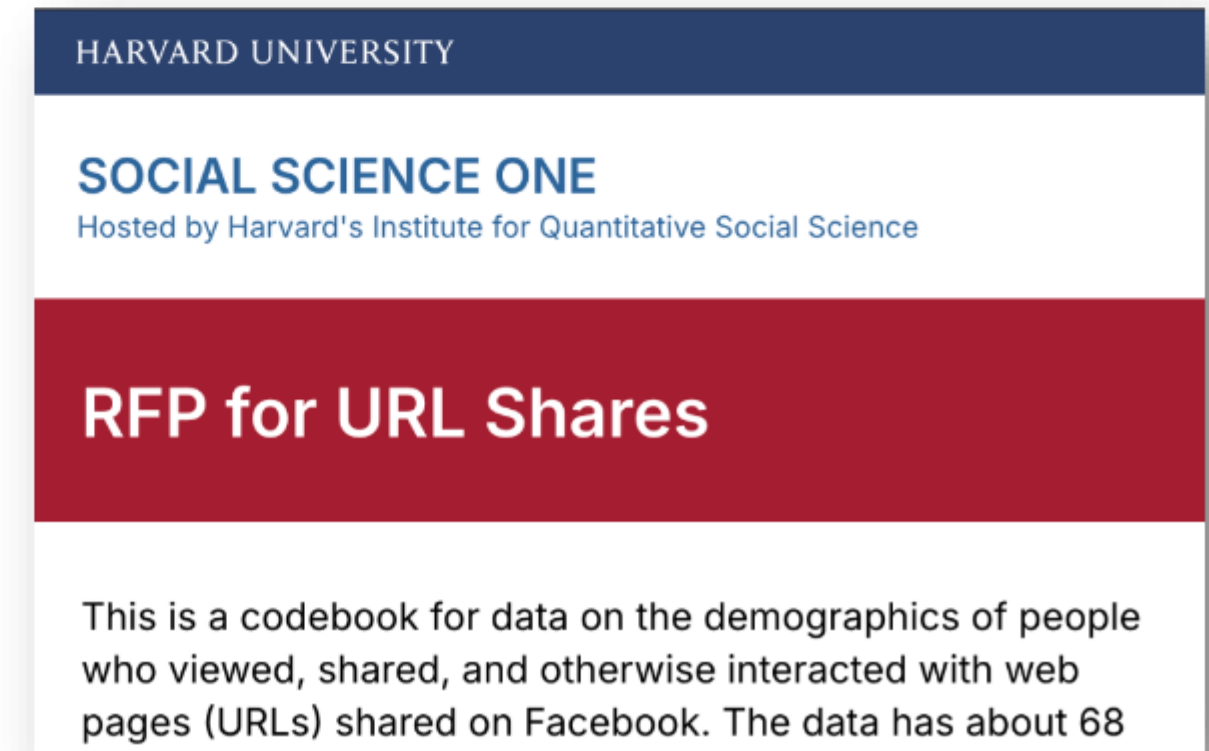 HARVARD UNIVERSITY
SOCIAL SCIENCE ONE
Hosted by Harvard's Institute for Quantitative Social Science
RFP for URL Shares
This is a codebook for data on the demographics of people
who viewed, shared, and otherwise interacted with web
pages (URLs) shared on Facebook. The data has about 68